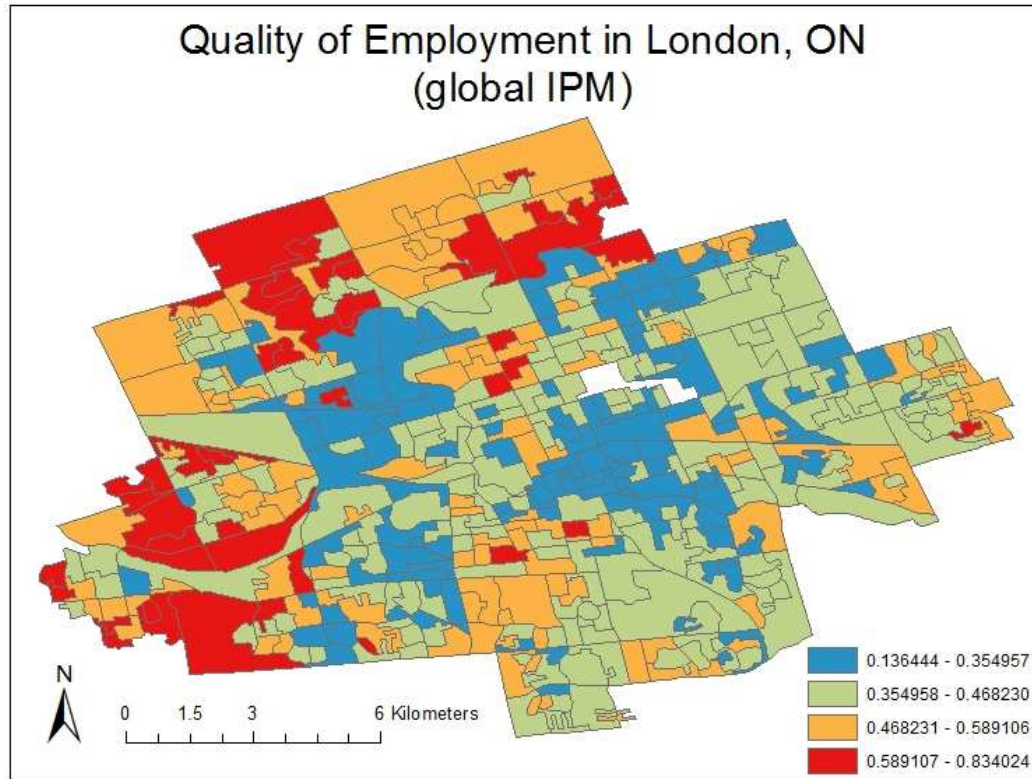 Quality of Employment in London, ON
(global IPM)
N
0 1.5 3 6 Kilometers
0.136444 - 0.354957
0.354958 - 0.468230
0.468231 - 0.589106
0.589107 - 0.834024